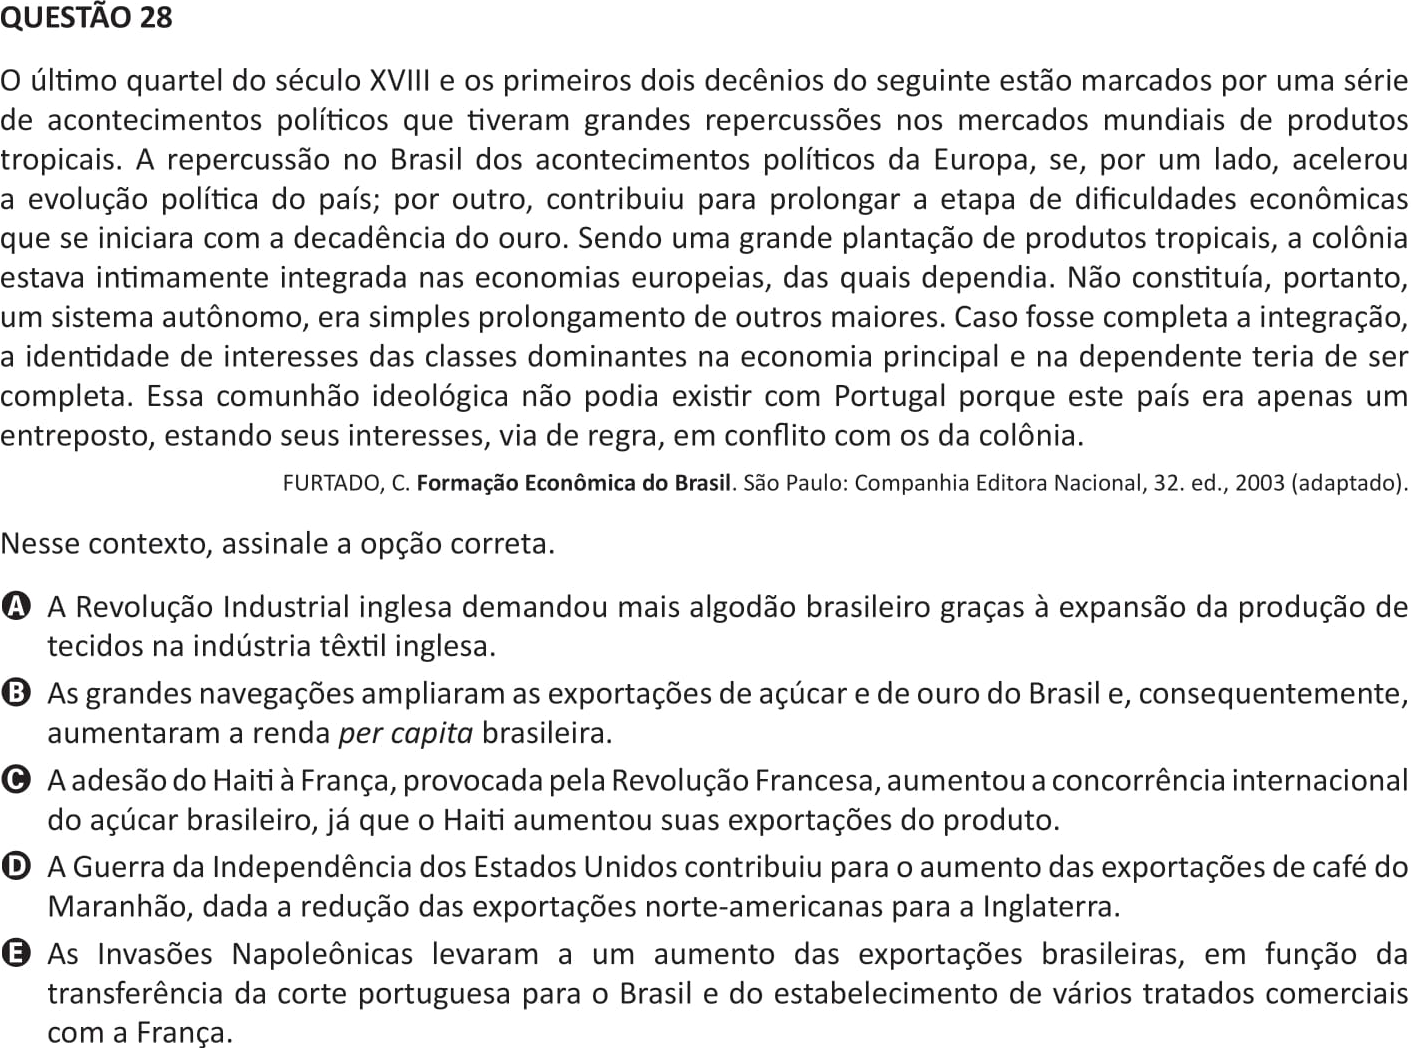 QUESTÃO 28
O último quartel do século XVIII e os primeiros dois decênios do seguinte estão marcados por uma série
de acontecimentos políticos que tiveram grandes repercussões nos mercados mundiais de produtos
tropicais. A repercussão no Brasil dos acontecimentos políticos da Europa, se, por um lado, acelerou
a evolução política do país; por outro, contribuiu para prolongar a etapa de dificuldades econômicas
que se iniciara com a decadência do ouro. Sendo uma grande plantação de produtos tropicais, a colônia
estava intimamente integrada nas economias europeias, das quais dependia. Não constituía, portanto,
um sistema autônomo, era simples prolongamento de outros maiores. Caso fosse completa a integração,
a identidade de interesses das classes dominantes na economia principal e na dependente teria de ser
completa. Essa comunhão ideológica não podia existir com Portugal porque este país era apenas um
entreposto, estando seus interesses, via de regra, em conflito com os da colônia.
FURTADO, C. Formação Econômica do Brasil. São Paulo: Companhia Editora Nacional, 32. ed., 2003 (adaptado).
Nesse contexto, assinale a opção correta.
A A Revolução Industrial inglesa demandou mais algodão brasileiro graças à expansão da produção de
tecidos na indústria têxtil inglesa.
B As grandes navegações ampliaram as exportações de açúcar e de ouro do Brasil e, consequentemente,
aumentaram a renda per capita brasileira.
C A adesão do Haiti à França, provocada pela Revolução Francesa, aumentou a concorrência internacional
do açúcar brasileiro, já que o Haiti aumentou suas exportações do produto.
D A Guerra da Independência dos Estados Unidos contribuiu para o aumento das exportações de café do
Maranhão, dada a redução das exportações norte-americanas para a Inglaterra.
E As Invasões Napoleônicas levaram a um aumento das exportações brasileiras, em função da
transferência da corte portuguesa para o Brasil e do estabelecimento de vários tratados comerciais
com a França.